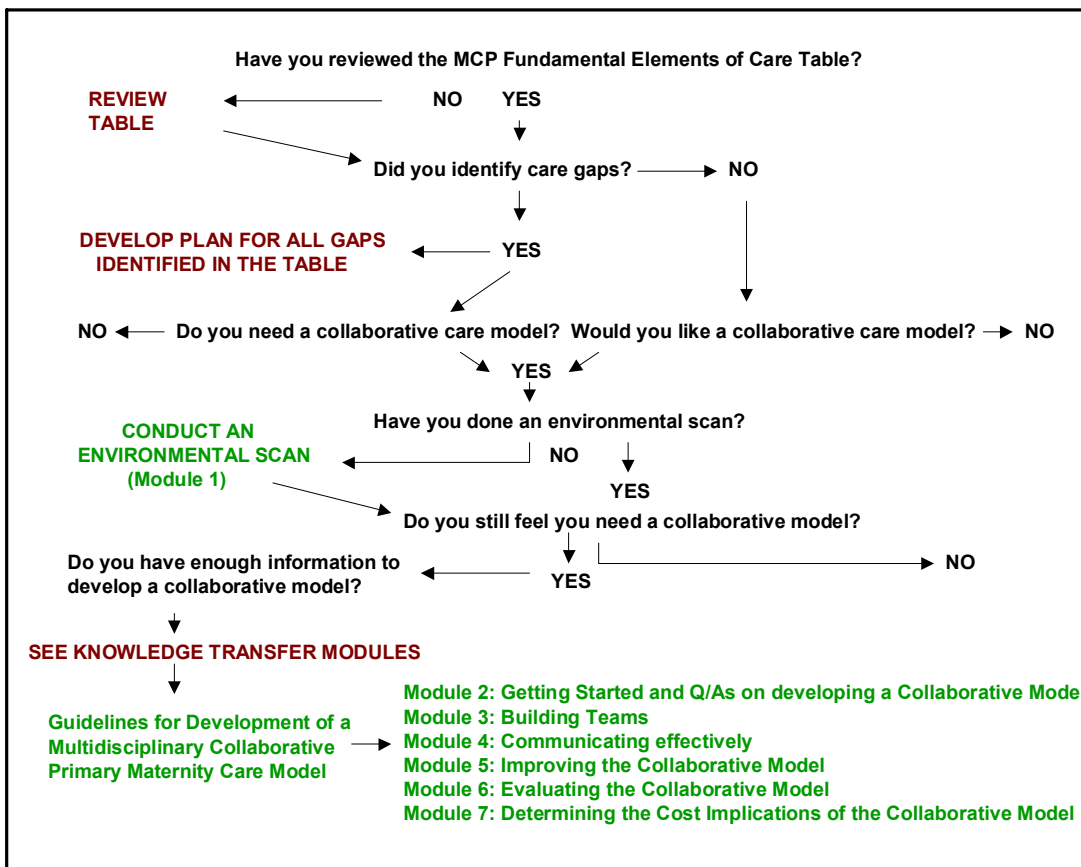 Have you reviewed the MCP Fundamental Elements of Care Table?
REVIEW
TABLE
NO YES
Did you identify care gaps?
NO
DEVELOP PLAN FOR ALL GAPS
IDENTIFIED IN THE TABLE
YES
NO
Do you need a collaborative care model?
Would you like a collaborative care model?
NO
YES
Have you done an environmental scan?
CONDUCT AN
ENVIRONMENTAL SCAN
(Module 1)
NO
YES
Do you still feel you need a collaborative model?
Do you have enough information to
develop a collaborative model?
YES
NO
SEE KNOWLEDGE TRANSFER MODULES
Guidelines for Development of a
Multidisciplinary Collaborative
Primary Maternity Care Model
Module 2: Getting Started and Q/As on developing a Collaborative Mode
Module 3: Building Teams
Module 4: Communicating effectively
Module 5: Improving the Collaborative Model
Module 6: Evaluating the Collaborative Model
Module 7: Determining the Cost Implications of the Collaborative Model